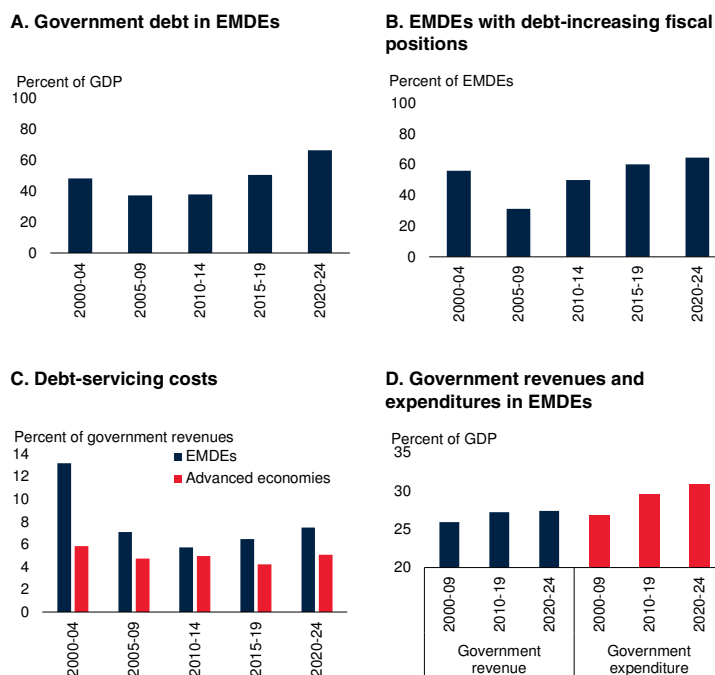 A. Government debt in EMDEs
Percent of GDP
100
80
60
40
20
0
2000-04
2005-09
2010-14
2015-19
2020-24
B. EMDEs with debt-increasing fiscal
positions
Percent of EMDEs
100
80
60
40
20
0
2000-04
2005-09
2010-14
2015-19
2020-24
C. Debt-servicing costs
Percent of government revenues
14
12
10
8
6
4
2
0
EMDEs
Advanced economies
2000-04
2005-09
2010-14
2015-19
2020-24
D. Government revenues and
expenditures in EMDEs
Percent of GDP
35
30
25
20
2000-09
2010-19
2020-24
2000-09
2010-19
2020-24
Government
revenue
Government
expenditure